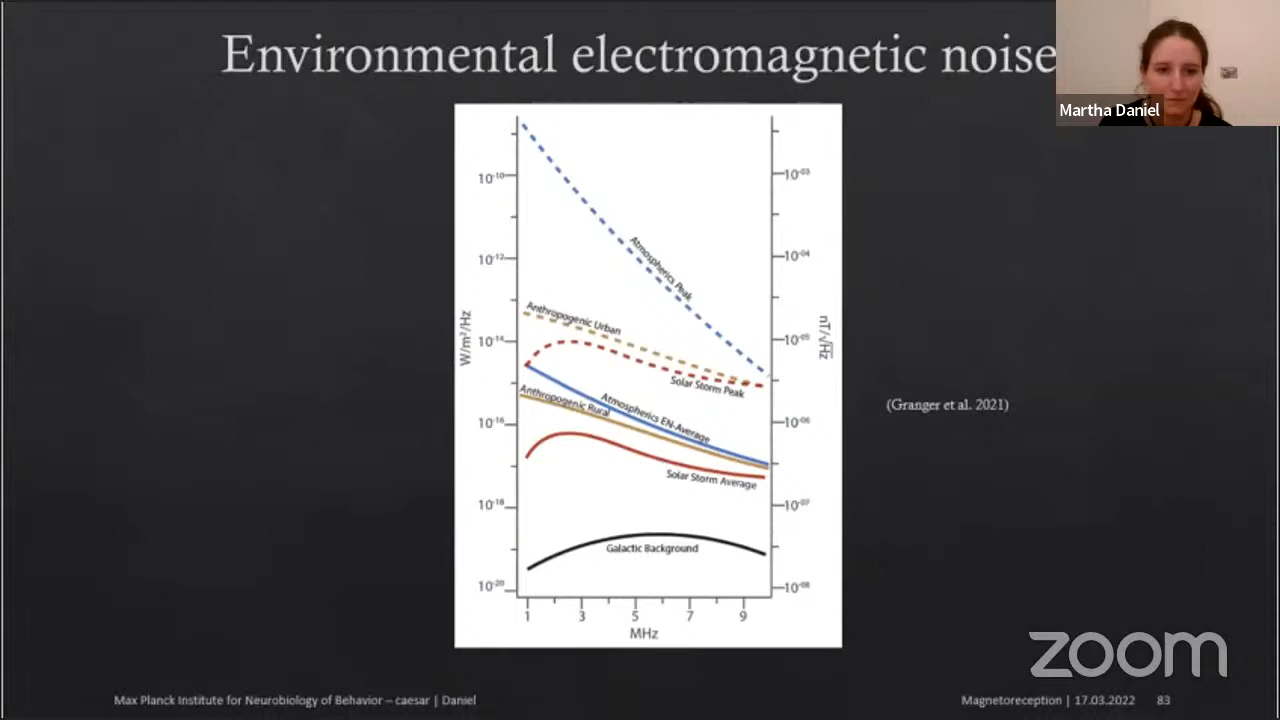 Environmental electromagnetic noise
Martha Daniel
10-10
10-12
10-14
10-16
10-18
10-20
W/m²/Hz
10-03
10-04
10-05
10-06
10-07
10-08
nT/√Hz
Atmospherics Peak
Anthropogenic Urban
Solar Storm Peak
Anthropogenic Rural
Atmospherics EN-Average
Solar Storm Average
Galactic Background
1 3 5 7 9
MHz
(Granger et al. 2021)
zoom
Max Planck Institute for Neurobiology of Behavior – caesar | Daniel
Magnetoreception | 17.03.2022 83